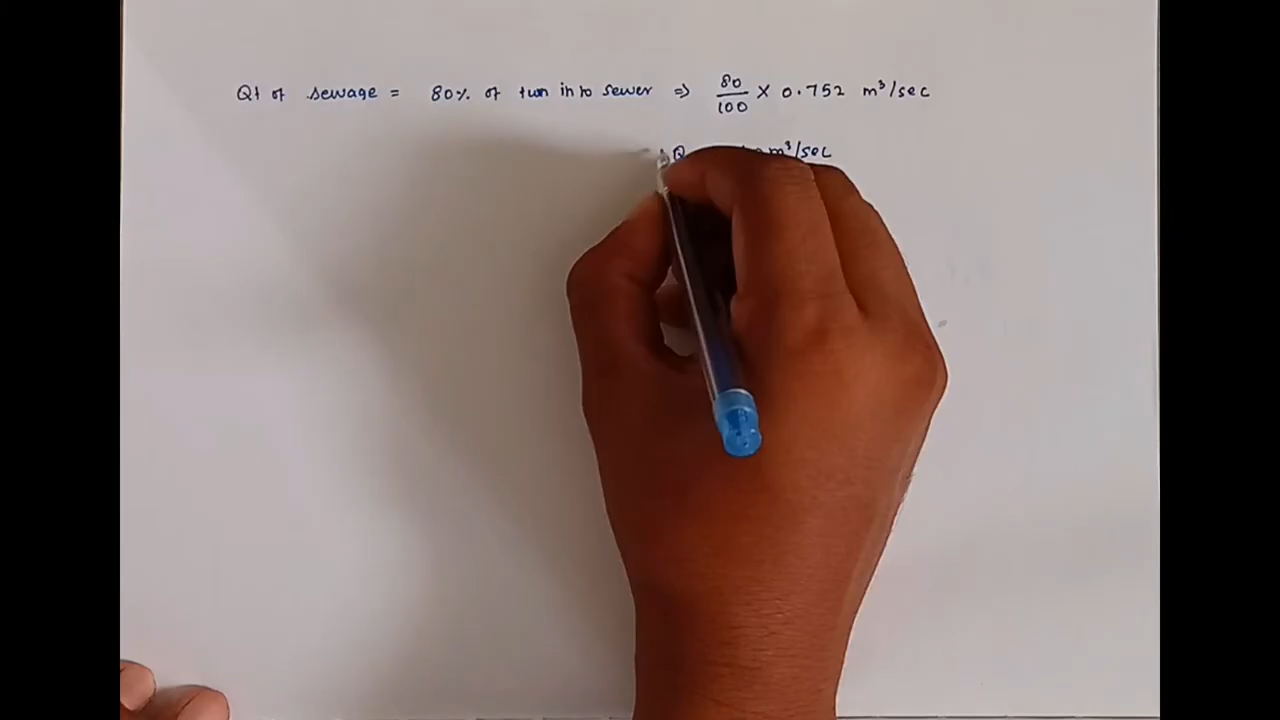 Qt of sewage = 80% of turn into sewer ⇒ 80/100 × 0.752 m³/sec
Q m³/sec